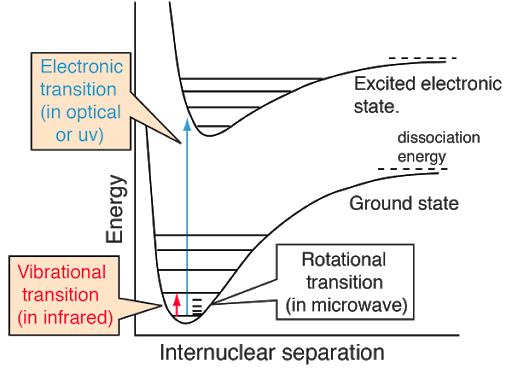 Electronic
transition
(in optical
or uv)
Excited electronic
state.
dissociation
energy
Ground state
Energy
Vibrational
transition
(in infrared)
Rotational
transition
(in microwave)
Internuclear separation